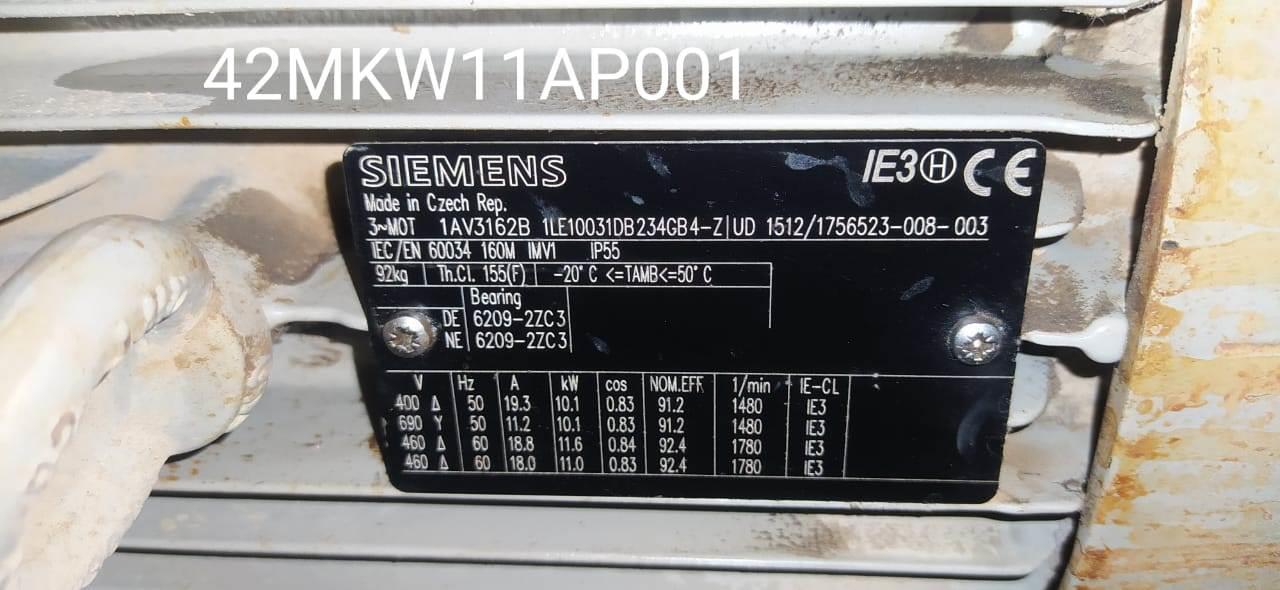 42MKW11AP001
SIEMENS IE3 H CE
Made in Czech Rep.
3~MOT 1AV3162B 1LE10031DB234GB4-Z UD 1512/1756523-008-003
IEC/EN 60034 160M IMV1 IP55
92kg Th.Cl. 155(F) -20°C <=TAMB<=50°C
Bearing
DE 6209-2ZC3
NE 6209-2ZC3
V Hz A kW cos NOM.EFF 1/min IE-CL
400 Δ 50 19.3 10.1 0.83 91.2 1480 IE3
690 Y 50 11.2 10.1 0.83 91.2 1480 IE3
460 Δ 60 18.8 11.6 0.84 92.4 1780 IE3
460 Δ 60 18.0 11.0 0.83 92.4 1780 IE3